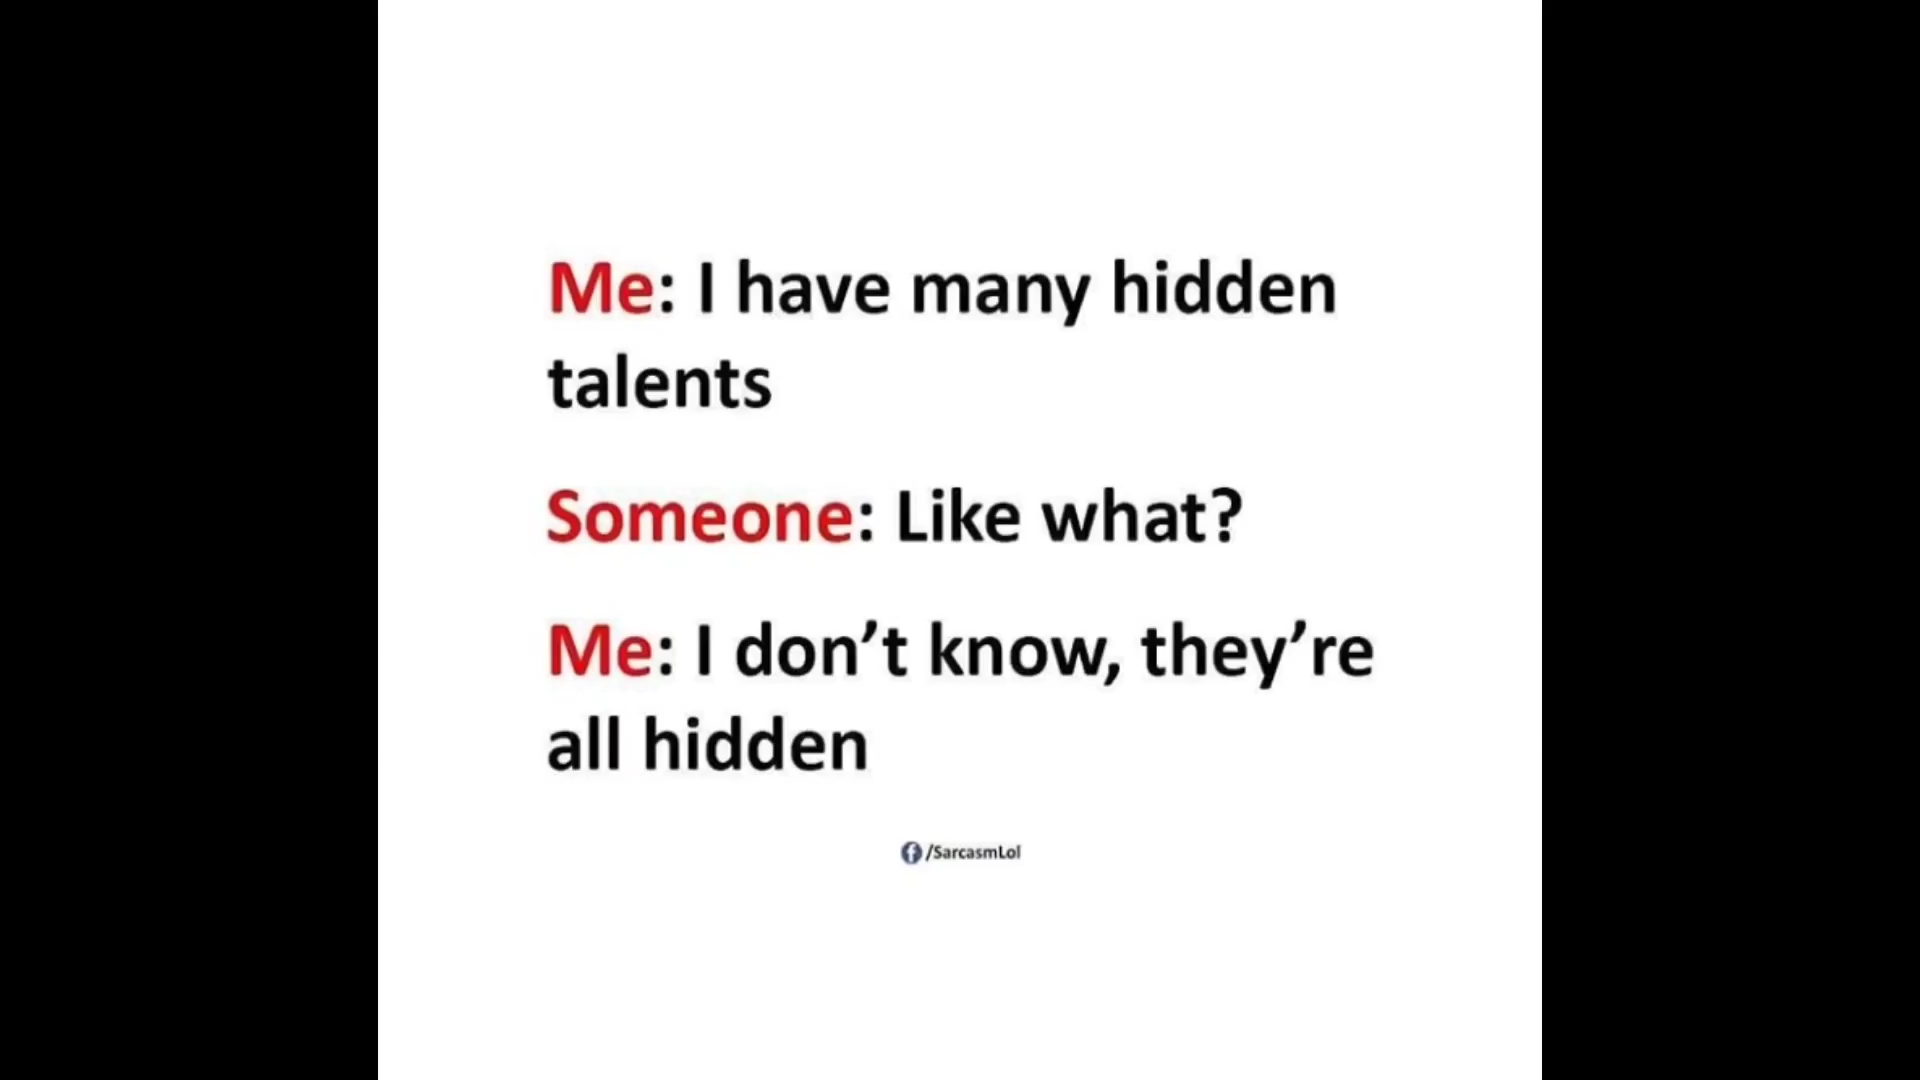 Me: I have many hidden
talents
Someone: Like what?
Me: I don’t know, they’re
all hidden
/SarcasmLol